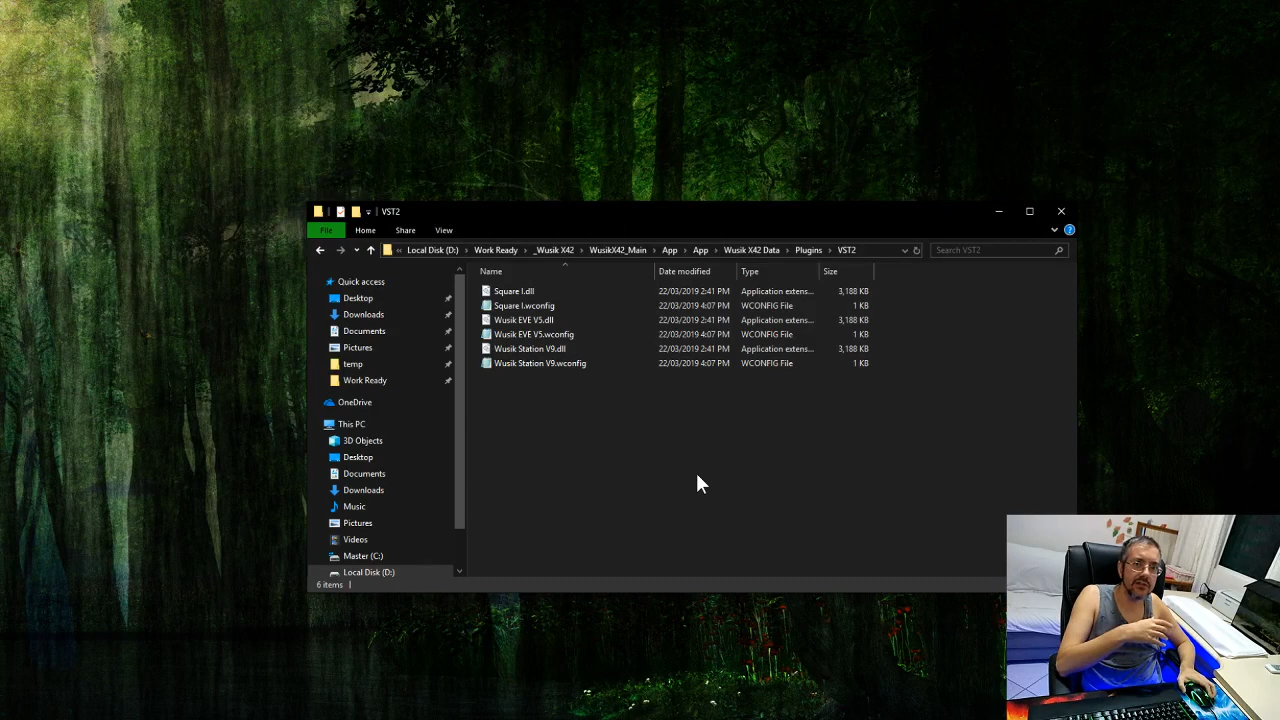 VST2
File Home Share View
« Local Disk (D:) > Work Ready > _Wusik X42 > WusikX42_Main > App > App > Wusik X42 Data > Plugins > VST2
Search VST2
Name Date modified Type Size
Square I.dll 22/03/2019 2:41 PM Application extens... 3,188 KB
Square I.wconfig 22/03/2019 4:07 PM WCONFIG File 1 KB
Wusik EVE V5.dll 22/03/2019 2:41 PM Application extens... 3,188 KB
Wusik EVE V5.wconfig 22/03/2019 4:07 PM WCONFIG File 1 KB
Wusik Station V9.dll 22/03/2019 2:41 PM Application extens... 3,188 KB
Wusik Station V9.wconfig 22/03/2019 4:07 PM WCONFIG File 1 KB
Quick access
Desktop
Downloads
Documents
Pictures
temp
Work Ready
OneDrive
This PC
3D Objects
Desktop
Documents
Downloads
Music
Pictures
Videos
Master (C:)
Local Disk (D:)
6 items